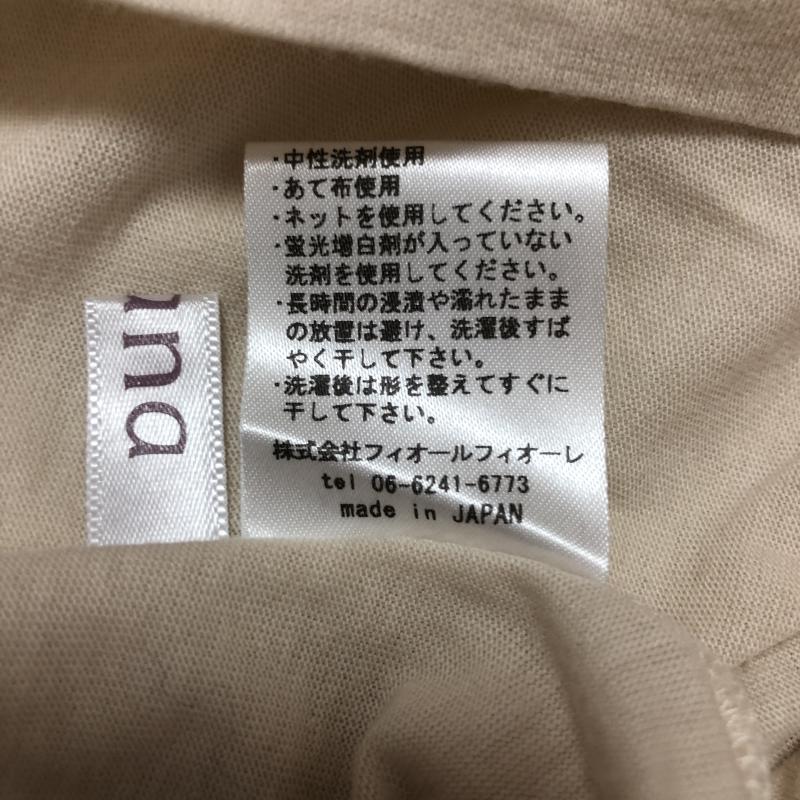 ・中性洗剤使用
・あて布使用
・ネットを使用してください。
・蛍光増白剤が入っていない
洗剤を使用してください。
・長時間の浸漬や濡れたまま
の放置は避け、洗濯後すば
やく干して下さい。
・洗濯後は形を整えてすぐに
干して下さい。
株式会社フィオールフィオーレ
tel 06-6241-6773
made in JAPAN
una